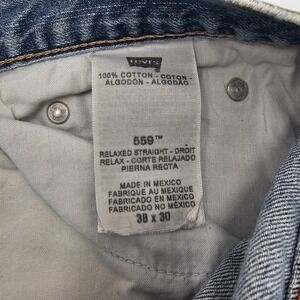 LEVI'S
100% COTTON - COTON -
ALGODÓN - ALGODÃO
559™
RELAXED STRAIGHT - DROIT
RELAX - CORTE RELAJADO
PIERNA RECTA
MADE IN MEXICO
FABRIQUE AU MEXIQUE
FABRICADO EN MEXICO
FABRICADO NO MEXICO
38 X 30